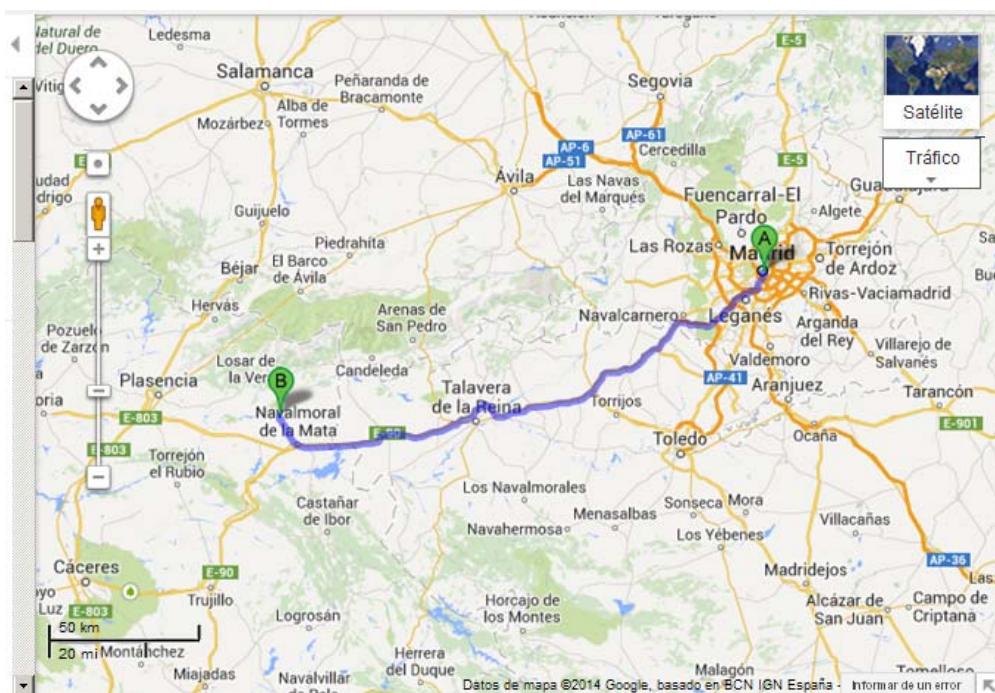 Natural de
del Duero
Ledesma
E-5
Vitig
Salamanca
Peñaranda de
Bracamonte
Segovia
Satélite
Alba de
Tormes
Mozárbez
AP-61
AP-6
AP-51
Cercedilla
E-5
Tráfico
Ávila
Las Navas
del Marqués
Fuencarral-El
Pardo
Guadalajara
Algete
Guijuelo
Piedrahíta
Las Rozas
A
Madrid
Torrejón
de Ardoz
El Barco
de Ávila
Béjar
Rivas-Vaciamadrid
Hervás
Arenas de
San Pedro
Navalcarnero
Leganés
Arganda
del Rey
Pozuelo
de Zarzón
Losar de
la Vera
Candeleda
Valdemoro
Villarejo de
Salvanés
Plasencia
B
Talavera
de la Reina
AP-41
Aranjuez
Tarancón
oria
E-803
Navalmoral
de la Mata
E-90
Torrijos
E-803
Toledo
Ocaña
E-901
Torrejón
el Rubio
Castañar
de Ibor
Los Navalmorales
Sonseca
Mora
Navahermosa
Menasalbas
Villacañas
Los Yébenes
Cáceres
E-90
AP-36
Trujillo
Madridejos
Luz
E-803
Logrosán
Horcajo de
los Montes
Alcázar de
San Juan
Campo de
Criptana
50 km
20 mi
Montánchez
Herrera
del Duque
Miajadas
Navalvillar
de Pela
Malagón
Tomelloso
Datos de mapa ©2014 Google, basado en BCN IGN España -
Informar de un error